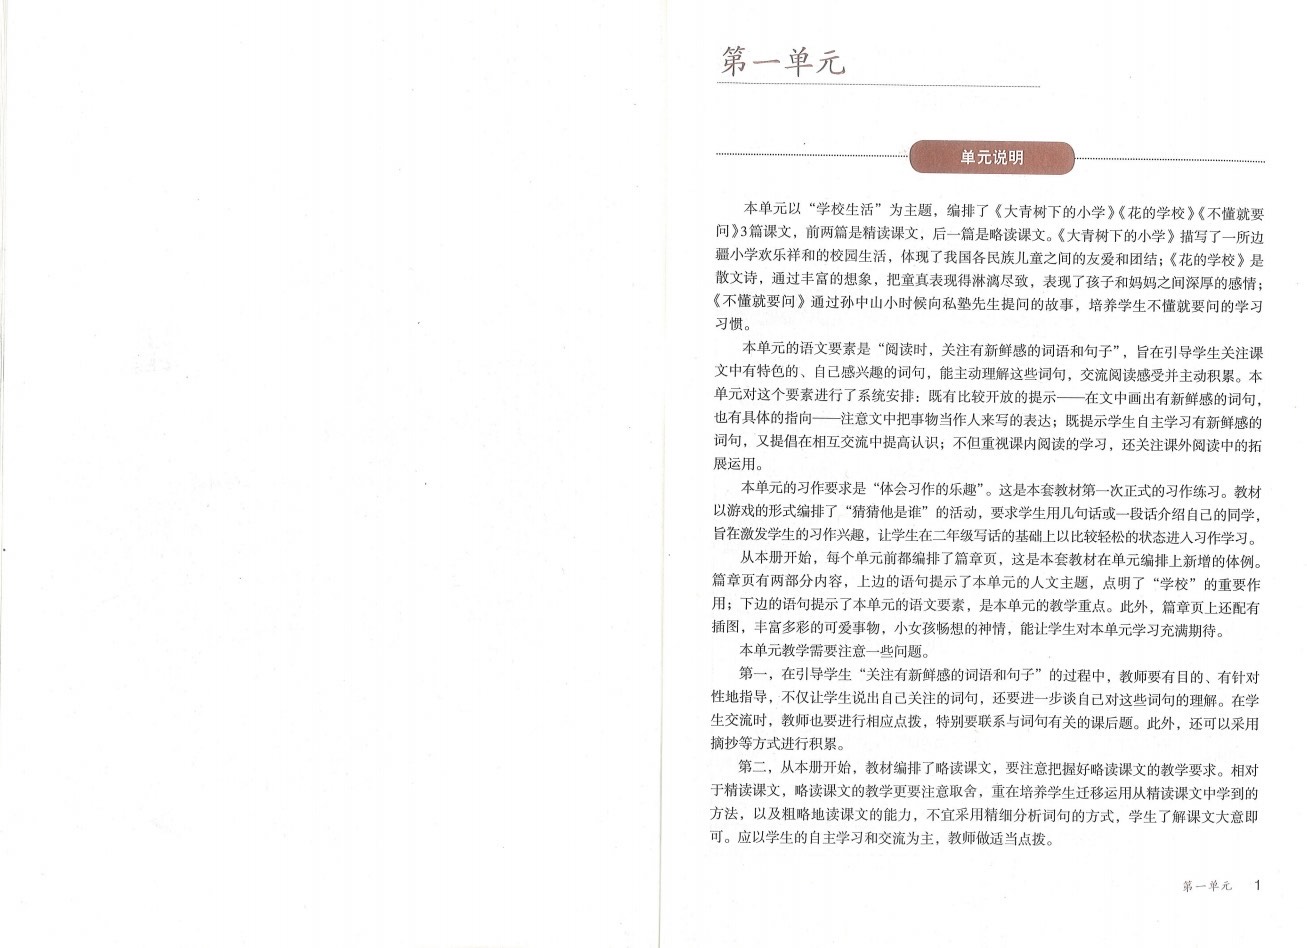 第一单元
单元说明
本单元以“学校生活”为主题，编排了《大青树下的小学》《花的学校》《不懂就要
问》3篇课文，前两篇是精读课文，后一篇是略读课文。《大青树下的小学》描写了一所边
疆小学欢乐祥和的校园生活，体现了我国各民族儿童之间的友爱和团结；《花的学校》是
散文诗，通过丰富的想象，把童真表现得淋漓尽致，表现了孩子和妈妈之间深厚的感情；
《不懂就要问》通过孙中山小时候向私塾先生提问的故事，培养学生不懂就要问的学习
习惯。
本单元的语文要素是“阅读时，关注有新鲜感的词语和句子”，旨在引导学生关注课
文中有特色的、自己感兴趣的词句，能主动理解这些词句，交流阅读感受并主动积累。本
单元对这个要素进行了系统安排：既有比较开放的提示——在文中画出有新鲜感的词句，
也有具体的指向——注意文中把事物当作人来写的表达；既提示学生自主学习有新鲜感的
词句，又提倡在相互交流中提高认识；不但重视课内阅读的学习，还关注课外阅读中的拓
展运用。
本单元的习作要求是“体会习作的乐趣”。这是本套教材第一次正式的习作练习。教材
以游戏的形式编排了“猜猜他是谁”的活动，要求学生用几句话或一段话介绍自己的同学，
旨在激发学生的习作兴趣，让学生在二年级写话的基础上以比较轻松的状态进入习作学习。
从本册开始，每个单元前都编排了篇章页，这是本套教材在单元编排上新增的体例。
篇章页有两部分内容，上边的语句提示了本单元的人文主题，点明了“学校”的重要作
用；下边的语句提示了本单元的语文要素，是本单元的教学重点。此外，篇章页上还配有
插图，丰富多彩的可爱事物，小女孩畅想的神情，能让学生对本单元学习充满期待。
本单元教学需要注意一些问题。
第一，在引导学生“关注有新鲜感的词语和句子”的过程中，教师要有目的、有针对
性地指导，不仅让学生说出自己关注的词句，还要进一步谈自己对这些词句的理解。在学
生交流时，教师也要进行相应点拨，特别要联系与词句有关的课后题。此外，还可以采用
摘抄等方式进行积累。
第二，从本册开始，教材编排了略读课文，要注意把握好略读课文的教学要求。相对
于精读课文，略读课文的教学更要注意取舍，重在培养学生迁移运用从精读课文中学到的
方法，以及粗略地读课文的能力，不宜采用精细分析词句的方式，学生了解课文大意即
可。应以学生的自主学习和交流为主，教师做适当点拨。
第一单元 1